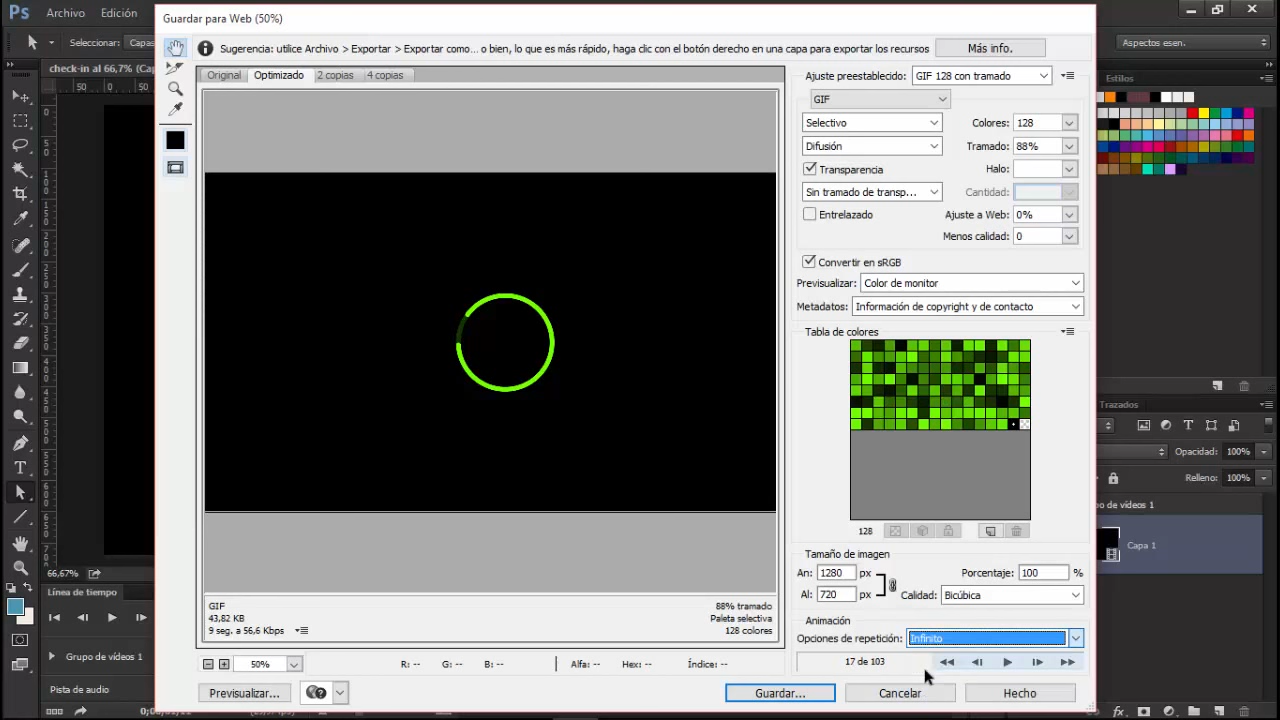 Ps Archivo Edición
Guardar para Web (50%)
Seleccionar: Capas
Sugerencia: utilice Archivo > Exportar > Exportar como... o bien, lo que es más rápido, haga clic con el botón derecho en una capa para exportar los recursos
Más info.
Aspectos esen.
check-in al 66,7% (Cap
Original Optimizado 2 copias 4 copias
Ajuste preestablecido: GIF 128 con tramado
Estilos
GIF
Selectivo Colores: 128
Difusión Tramado: 88%
Transparencia Halo:
Sin tramado de transp... Cantidad:
Entrelazado Ajuste a Web: 0%
Menos calidad: 0
Convertir en sRGB
Previsualizar: Color de monitor
Metadatos: Información de copyright y de contacto
Tabla de colores
Trazados
Opacidad: 100%
Relleno: 100%
po de vídeos 1
128
Capa 1
Tamaño de imagen
An: 1280 px Porcentaje: 100 %
Al: 720 px Calidad: Bicúbica
66,67%
Línea de tiempo
GIF 88% tramado
43,82 KB Paleta selectiva
9 seg. a 56,6 Kbps 128 colores
Animación
Opciones de repetición: Infinito
Grupo de vídeos 1
50% R: -- G: -- B: -- Alfa: -- Hex: -- Índice: --
17 de 103
Pista de audio
Previsualizar... Guardar... Cancelar Hecho